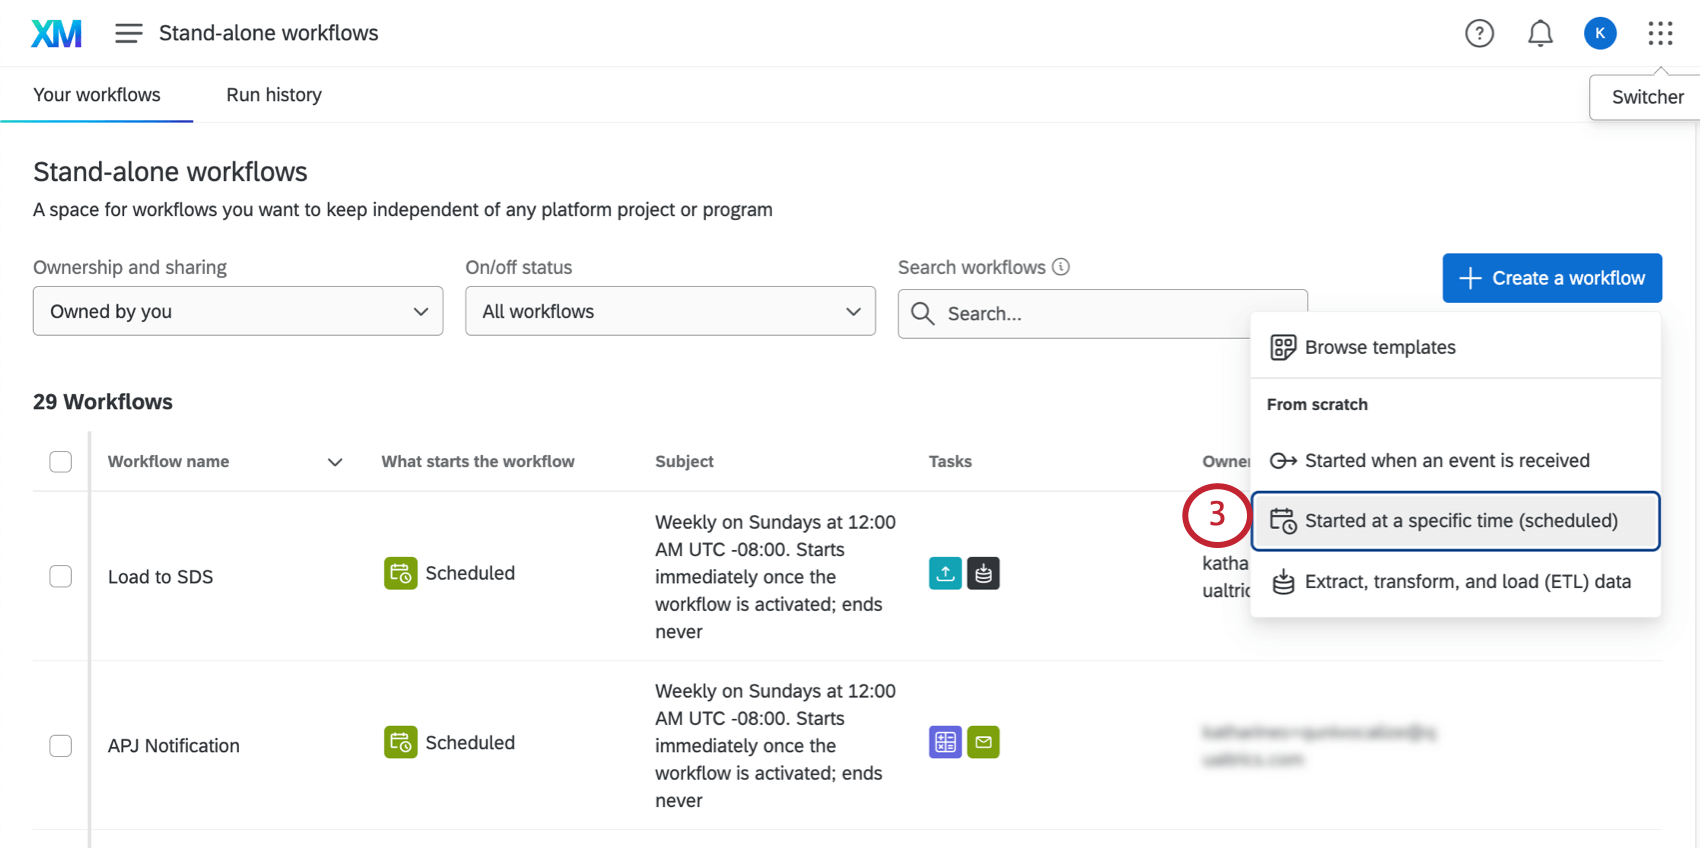 XM
Stand-alone workflows
K
Switcher
Your workflows
Run history
Stand-alone workflows
A space for workflows you want to keep independent of any platform project or program
Ownership and sharing
Owned by you
On/off status
All workflows
Search workflows
Search...
Create a workflow
Browse templates
From scratch
Started when an event is received
3
Started at a specific time (scheduled)
Extract, transform, and load (ETL) data
29 Workflows
Workflow name
What starts the workflow
Subject
Tasks
Owner
Load to SDS
Scheduled
Weekly on Sundays at 12:00
AM UTC -08:00. Starts
immediately once the
workflow is activated; ends
never
katha
ualtric
APJ Notification
Scheduled
Weekly on Sundays at 12:00
AM UTC -08:00. Starts
immediately once the
workflow is activated; ends
never